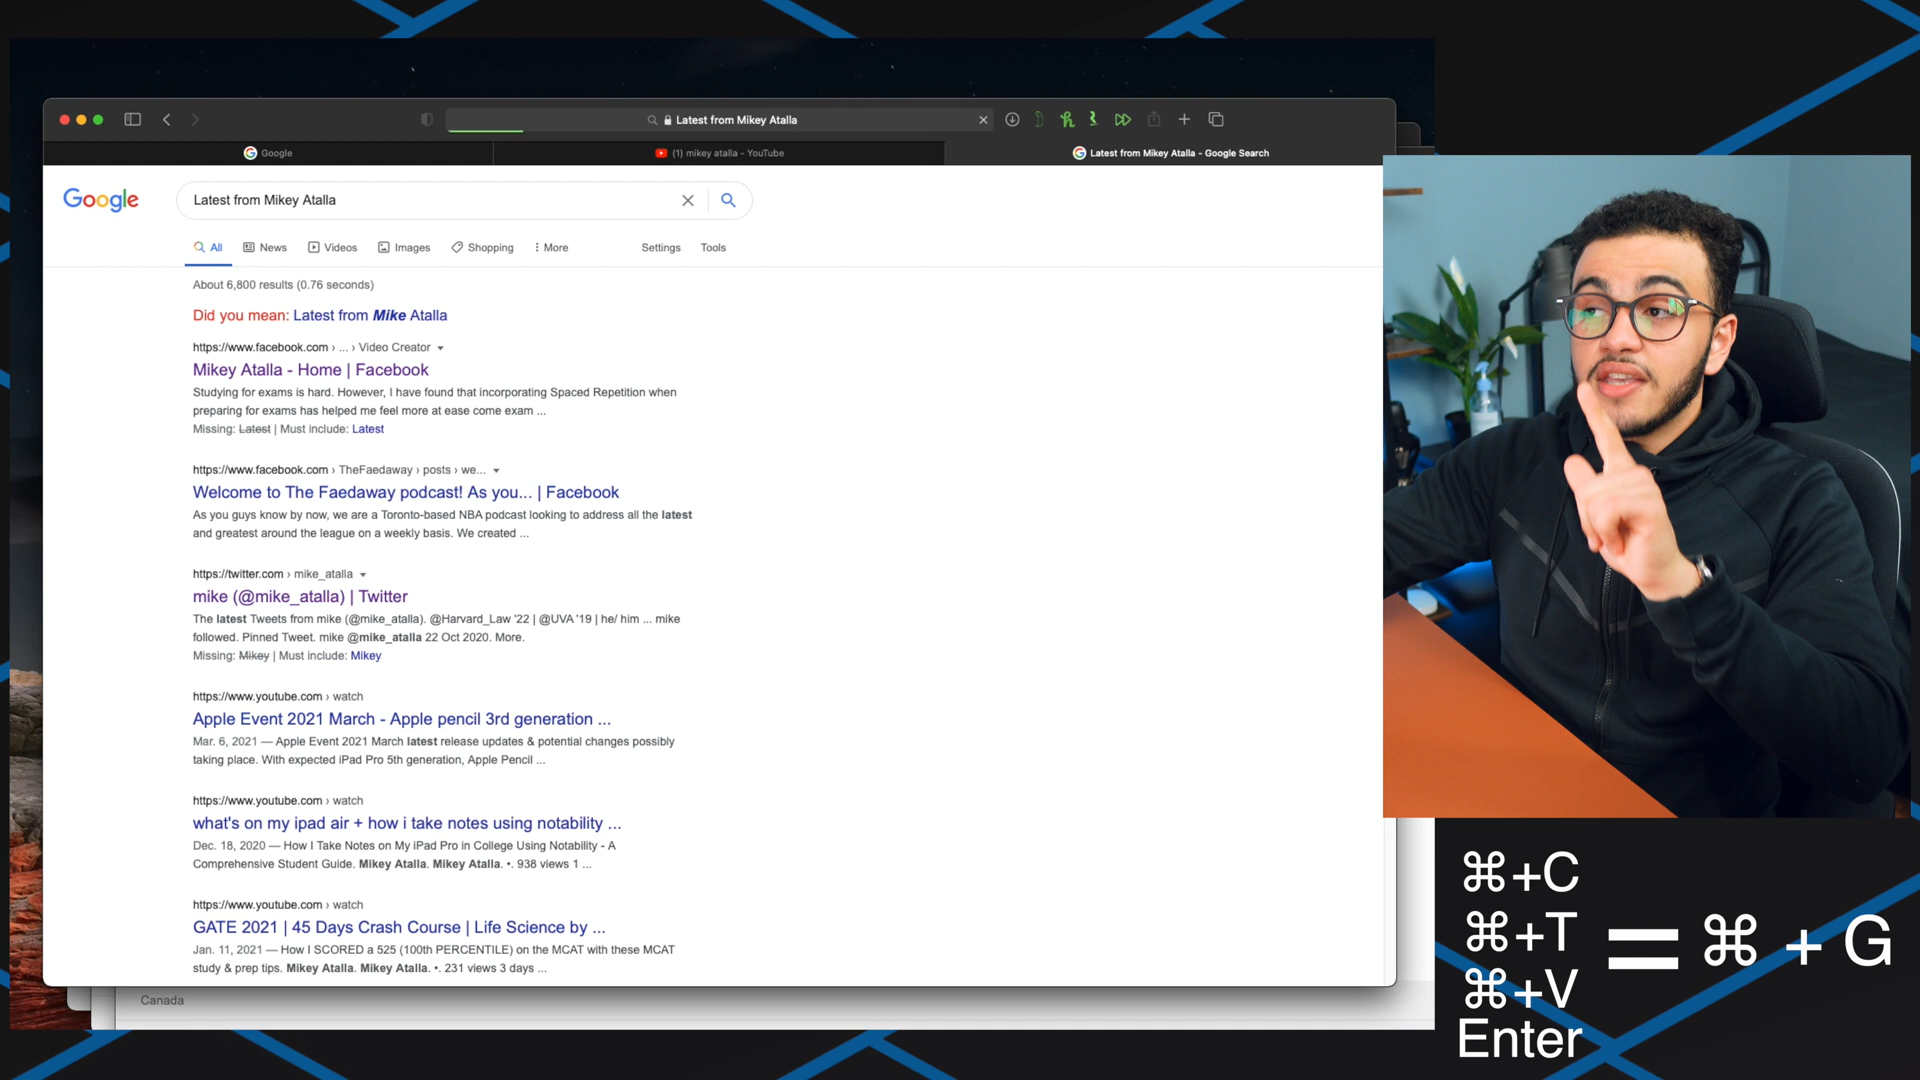 Latest from Mikey Atalla
Google
(1) mikey atalla - YouTube
Latest from Mikey Atalla - Google Search
Google
Latest from Mikey Atalla
All
News
Videos
Images
Shopping
More
Settings
Tools
About 6,800 results (0.76 seconds)
Did you mean: Latest from Mike Atalla
https://www.facebook.com › ... › Video Creator
Mikey Atalla - Home | Facebook
Studying for exams is hard. However, I have found that incorporating Spaced Repetition when
preparing for exams has helped me feel more at ease come exam ...
Missing: Latest | Must include: Latest
https://www.facebook.com › TheFaedaway › posts › we...
Welcome to The Faedaway podcast! As you... | Facebook
As you guys know by now, we are a Toronto-based NBA podcast looking to address all the latest
and greatest around the league on a weekly basis. We created ...
https://twitter.com › mike_atalla
mike (@mike_atalla) | Twitter
The latest Tweets from mike (@mike_atalla). @Harvard_Law '22 | @UVA '19 | he/ him ... mike
followed. Pinned Tweet. mike @mike_atalla 22 Oct 2020. More.
Missing: Mikey | Must include: Mikey
https://www.youtube.com › watch
Apple Event 2021 March - Apple pencil 3rd generation ...
Mar. 6, 2021 — Apple Event 2021 March latest release updates & potential changes possibly
taking place. With expected iPad Pro 5th generation, Apple Pencil ...
https://www.youtube.com › watch
what's on my ipad air + how i take notes using notability ...
Dec. 18, 2020 — How I Take Notes on My iPad Pro in College Using Notability - A
Comprehensive Student Guide. Mikey Atalla. Mikey Atalla. •. 938 views 1 ...
https://www.youtube.com › watch
GATE 2021 | 45 Days Crash Course | Life Science by ...
Jan. 11, 2021 — How I SCORED a 525 (100th PERCENTILE) on the MCAT with these MCAT
study & prep tips. Mikey Atalla. Mikey Atalla. •. 231 views 3 days ...
Canada
⌘+C
⌘+T = ⌘ + G
⌘+V
Enter